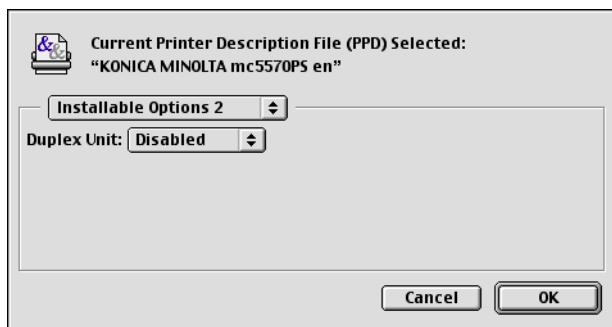 Current Printer Description File (PPD) Selected:
“KONICA MINOLTA mc5570PS en”
Installable Options 2
Duplex Unit: Disabled
Cancel OK